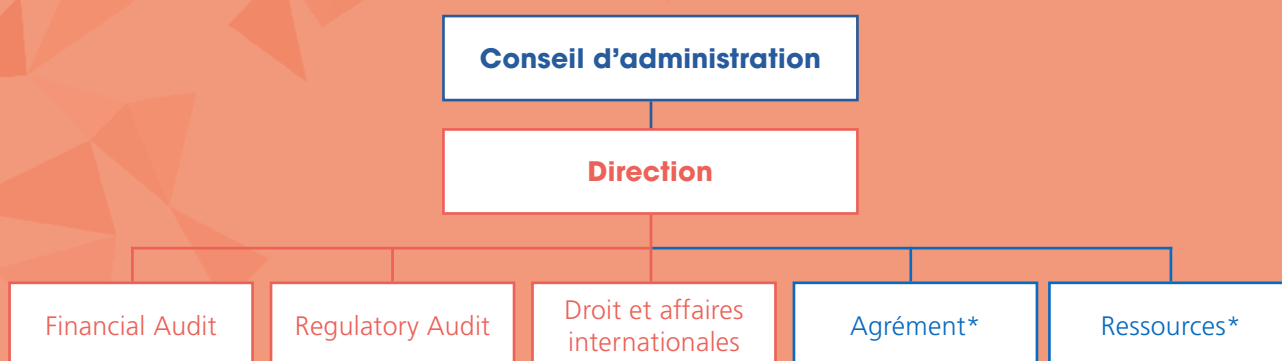 Conseil d'administration
Direction
Financial Audit
Regulatory Audit
Droit et affaires
internationales
Agrément*
Ressources*